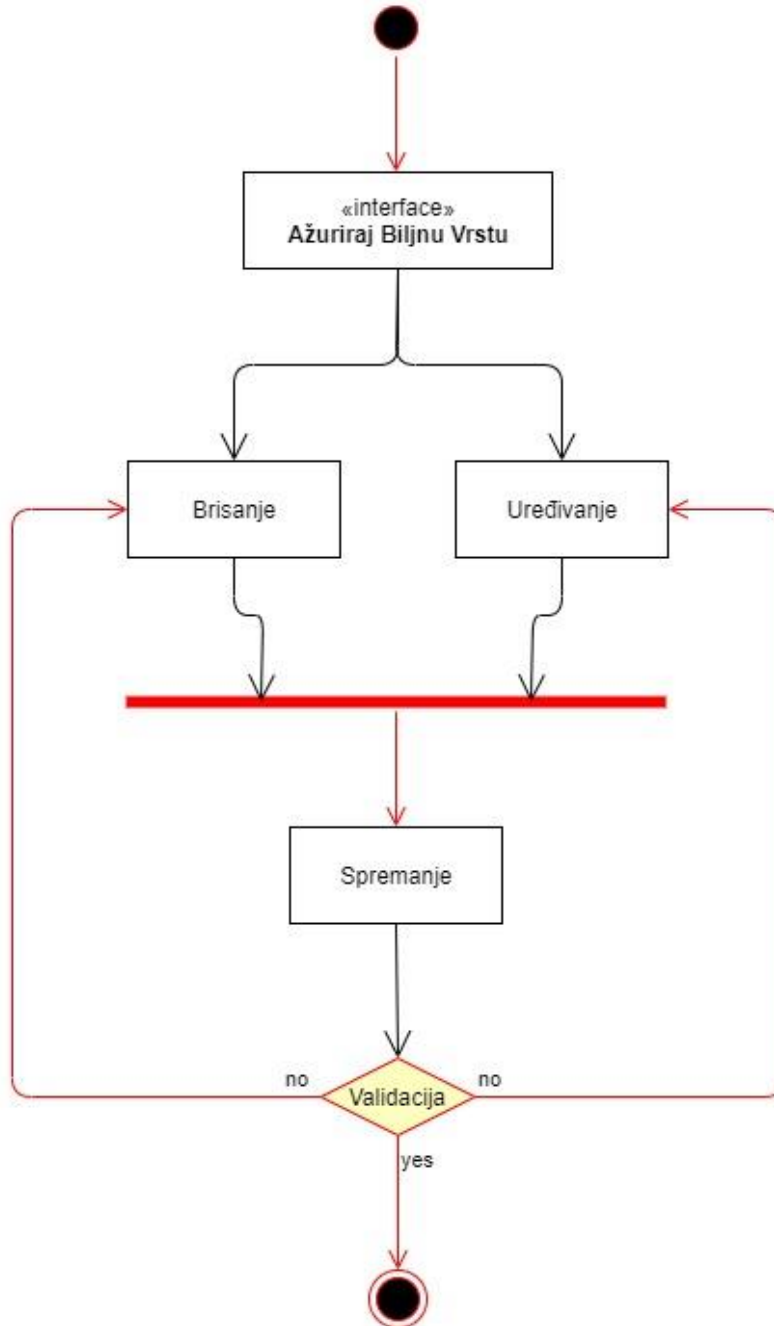 «interface»
Ažuriraj Biljnu Vrstu
Brisanje
Uređivanje
Spremanje
no
Validacija
no
yes